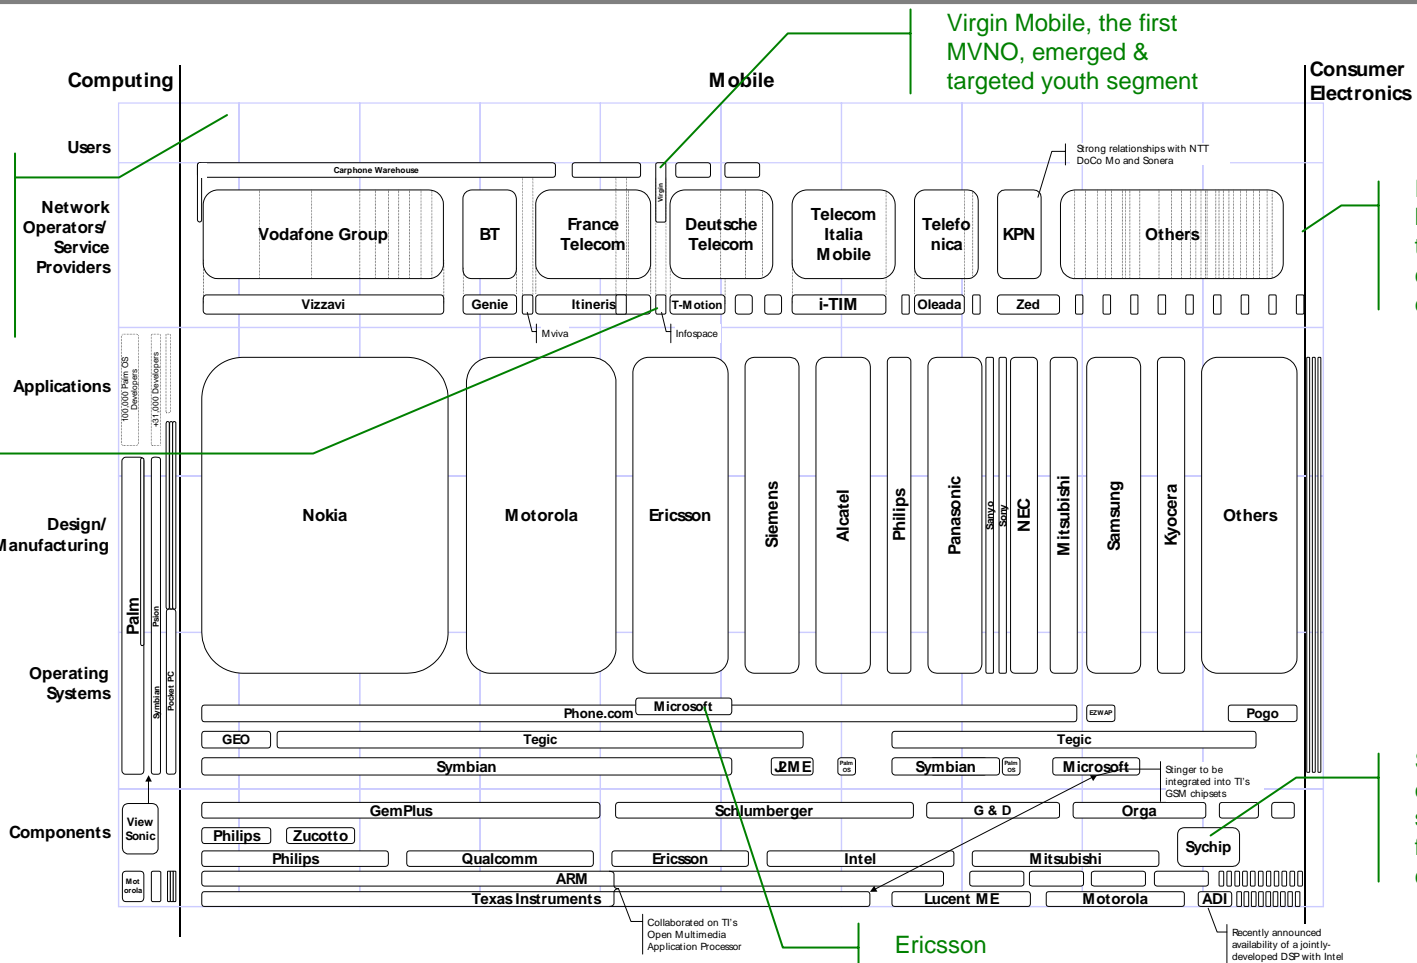 Virgin Mobile, the first
MVNO, emerged &
targeted youth segment
Computing
Mobile
Consumer
Electronics
Users
Strong relationships with NTT
DoCo Mo and Sonera
Carphone Warehouse
Virgin
Network
Operators/
Service
Providers
Vodafone Group
BT
France
Telecom
Deutsche
Telecom
Telecom
Italia
Mobile
Telefo
nica
KPN
Others
Vizzavi
Genie
Itineris
T-Motion
i-TIM
Oleada
Zed
Mviva
Infospace
Applications
100,000 Palm OS
Developers
+31,000 Developers
Design/
Manufacturing
Nokia
Motorola
Ericsson
Siemens
Alcatel
Philips
Panasonic
Sanyo
Sony
NEC
Mitsubishi
Samsung
Kyocera
Others
Palm
Psion
Symbian
Pocket PC
Operating
Systems
Microsoft
Phone.com
EZWAP
Pogo
GEO
Tegic
Tegic
Symbian
J2ME
Palm
OS
Symbian
Palm
OS
Microsoft
Stinger to be
integrated into TI's
GSM chipsets
Components
View
Sonic
GemPlus
Schlumberger
G & D
Orga
Philips
Zucotto
Sychip
Philips
Qualcomm
Ericsson
Intel
Mitsubishi
Mot
orola
ARM
Texas Instruments
Lucent ME
Motorola
ADI
Collaborated on TI's
Open Multimedia
Application Processor
Ericsson
Recently announced
availability of a jointly-
developed DSP with Intel